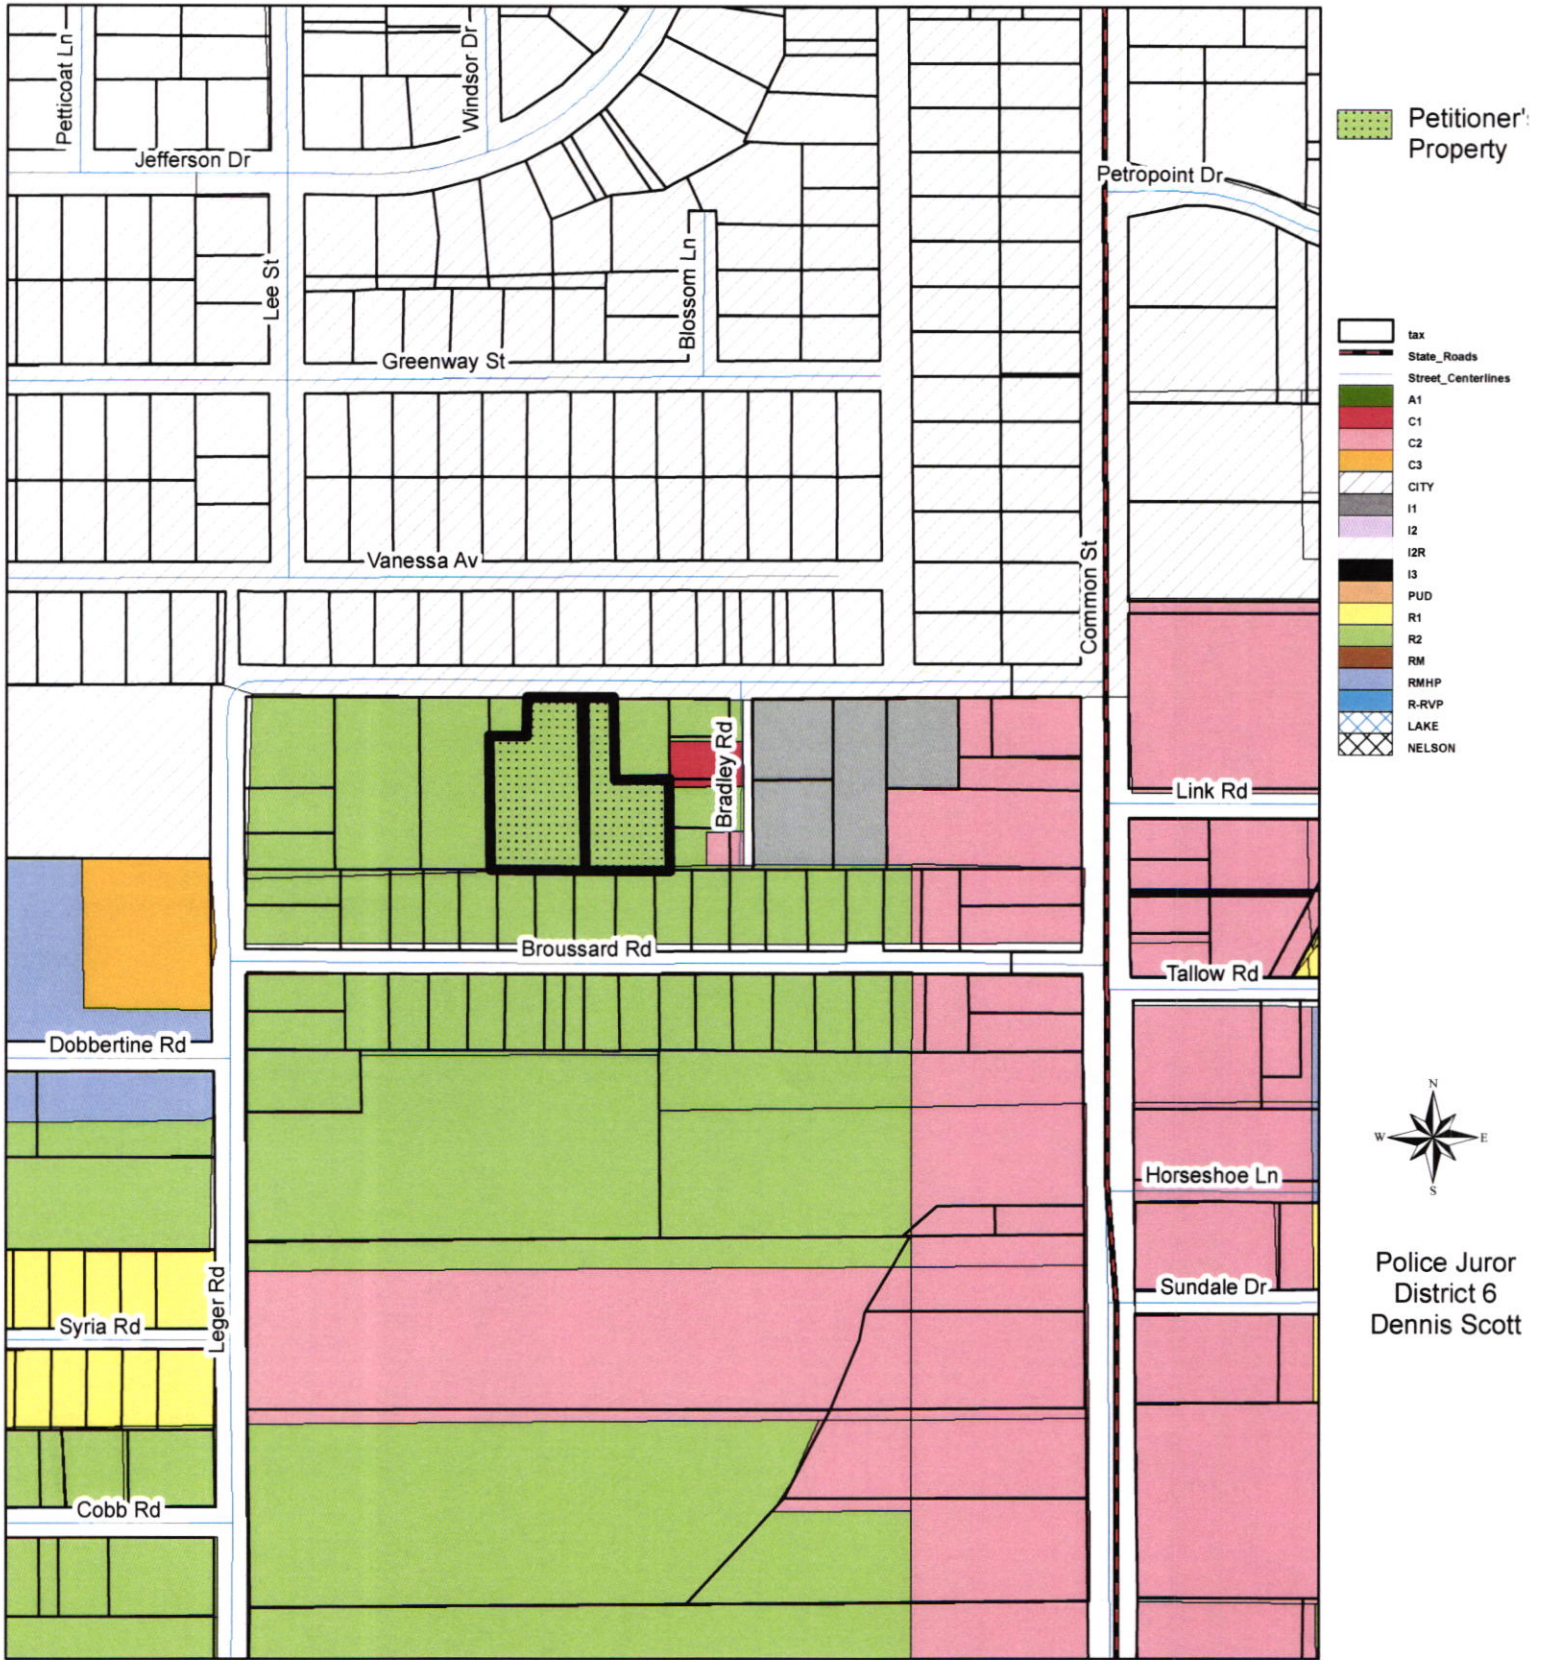 Petticoat Ln
Windsor Dr
Jefferson Dr
Petropoint Dr
Lee St
Blossom Ln
Greenway St
Vanessa Av
Common St
Bradley Rd
Link Rd
Broussard Rd
Tallow Rd
Dobbertine Rd
Horseshoe Ln
Leger Rd
Sundale Dr
Syria Rd
Cobb Rd
Petitioner's
Property
tax
State_Roads
Street_Centerlines
A1
C1
C2
C3
CITY
I1
I2
I2R
I3
PUD
R1
R2
RM
RMHP
R-RVP
LAKE
NELSON
N
W E
S
Police Juror
District 6
Dennis Scott